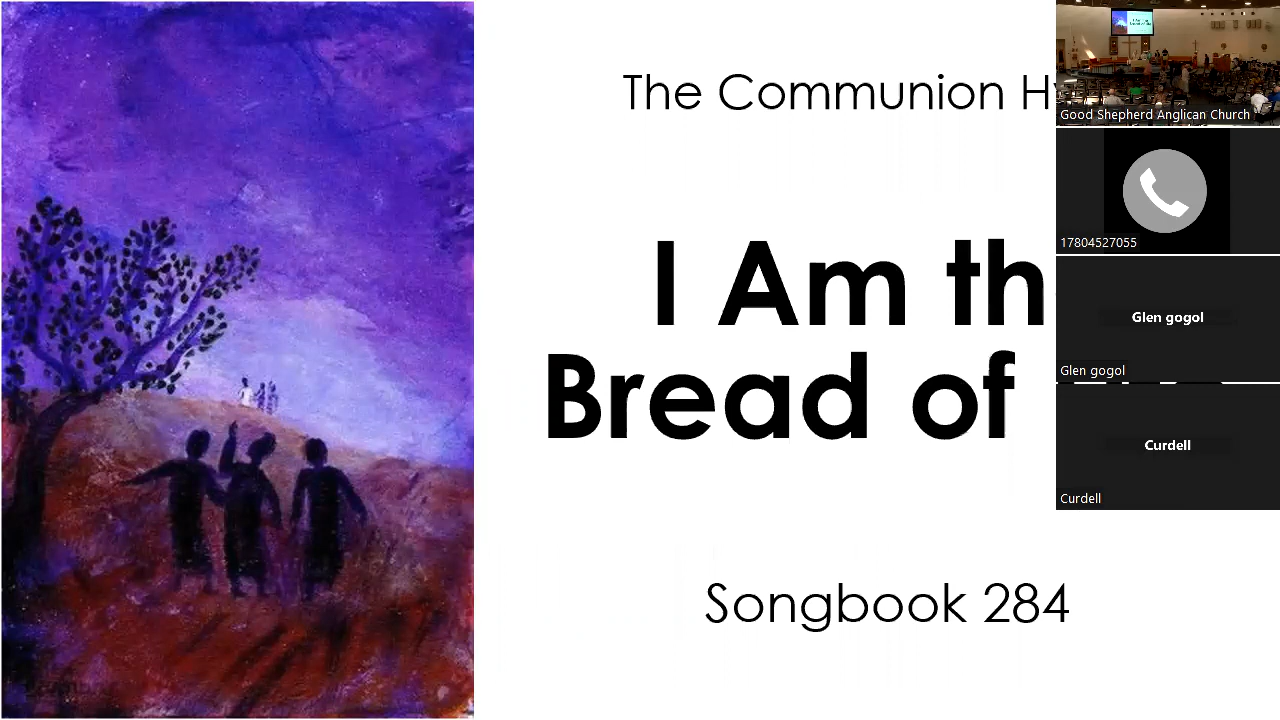 The Communion H
I Am th
Bread of
Songbook 284
Good Shepherd Anglican Church
17804527055
Glen gogol
Glen gogol
Curdell
Curdell